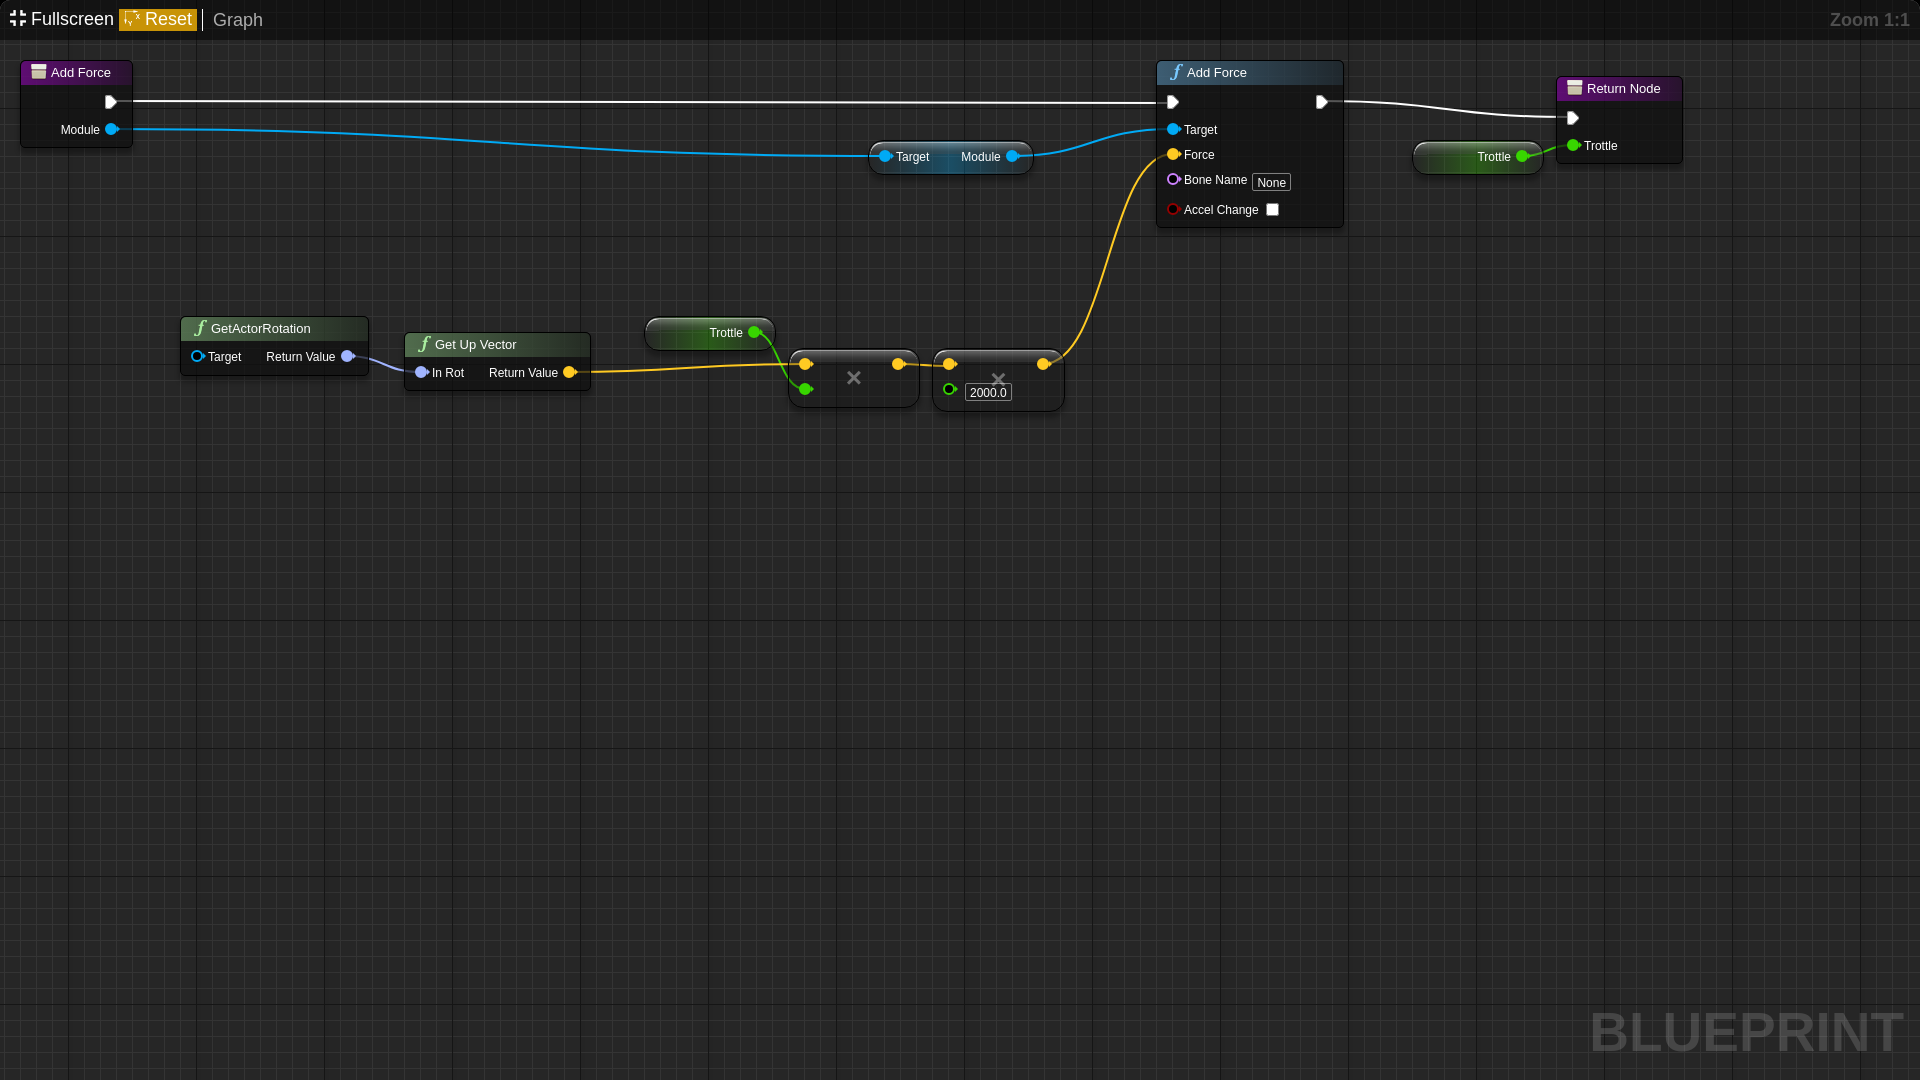 Fullscreen Reset Graph Zoom 1:1
Add Force
Module
Target Module
Add Force
Target
Force
Bone Name None
Accel Change
Trottle
Return Node
Trottle
GetActorRotation
Target Return Value
Get Up Vector
In Rot Return Value
Trottle
2000.0
BLUEPRINT